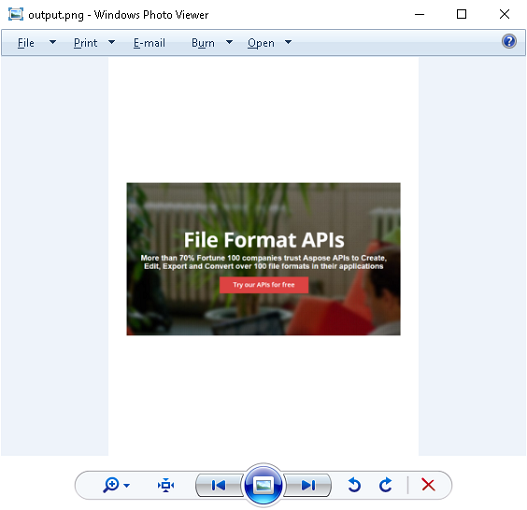 output.png - Windows Photo Viewer
File Print E-mail Burn Open
File Format APIs
More than 70% Fortune 100 companies trust Aspose APIs to Create,
Edit, Export and Convert over 100 file formats in their applications
Try our APIs for free